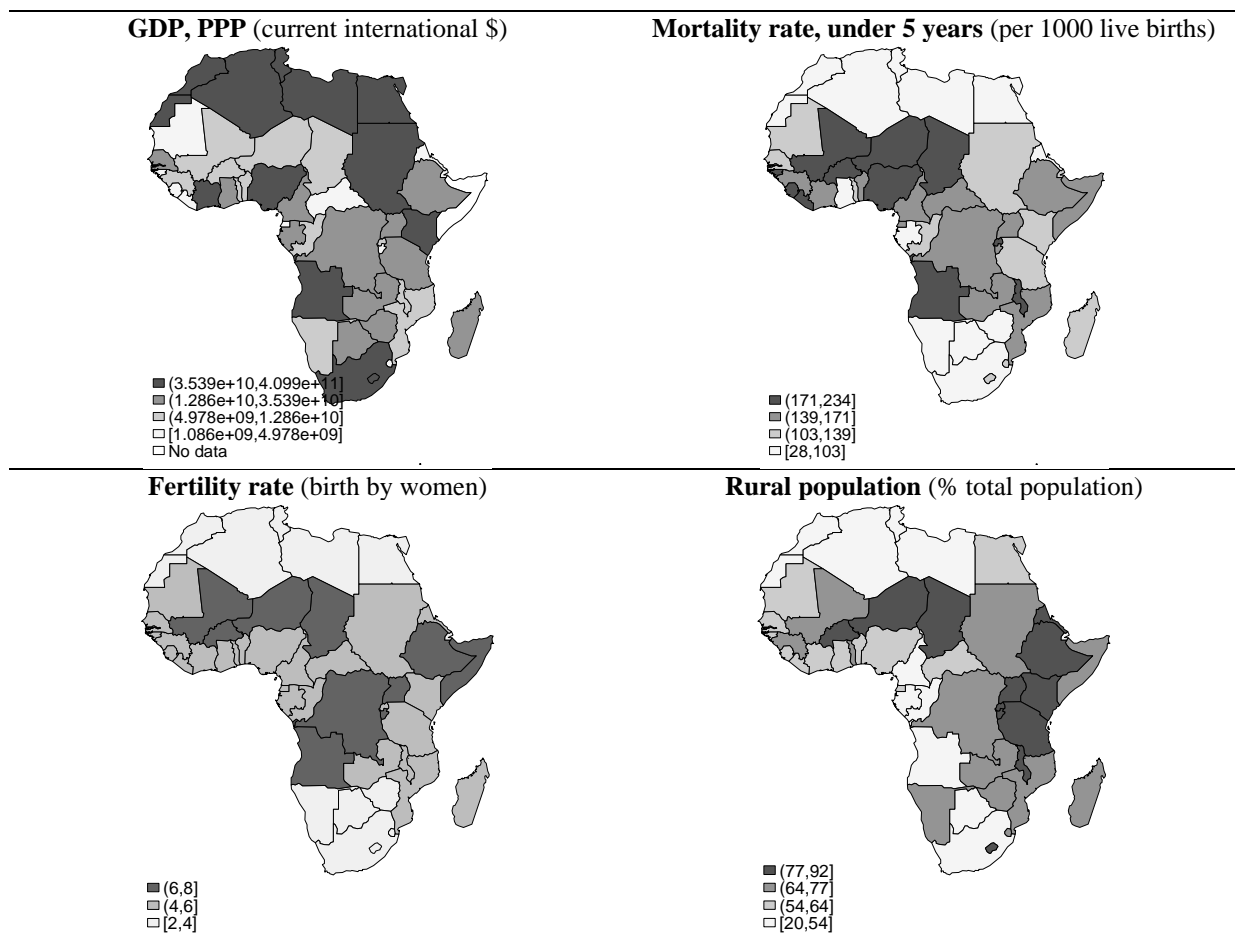 GDP, PPP (current international $)
Mortality rate, under 5 years (per 1000 live births)
(3.539e+10,4.099e+11]
(1.286e+10,3.539e+10]
(4.978e+09,1.286e+10]
[1.086e+09,4.978e+09]
No data
(171,234]
(139,171]
(103,139]
[28,103]
Fertility rate (birth by women)
Rural population (% total population)
(6,8]
(4,6]
[2,4]
(77,92]
(64,77]
(54,64]
[20,54]